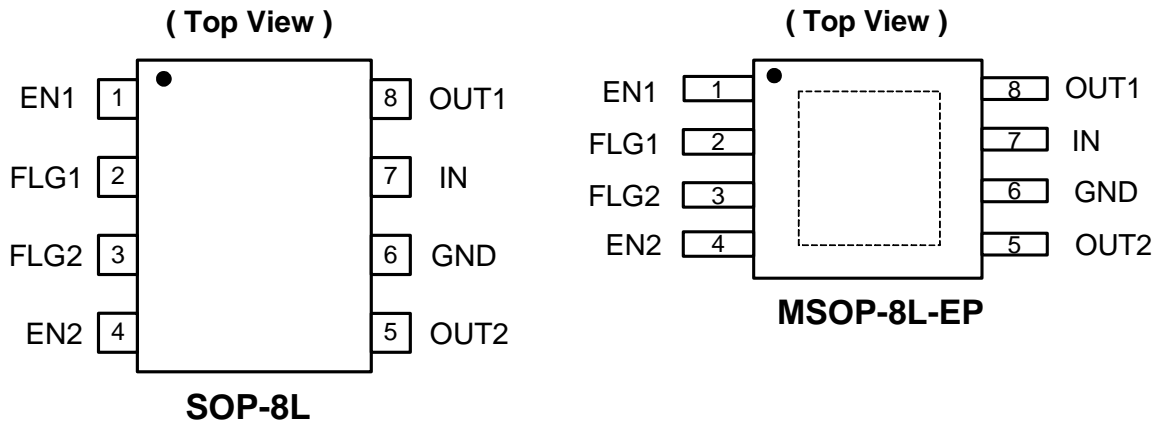 ( Top View )
EN1 1 8 OUT1
FLG1 2 7 IN
FLG2 3 6 GND
EN2 4 5 OUT2
SOP-8L
( Top View )
EN1 1 8 OUT1
FLG1 2 7 IN
FLG2 3 6 GND
EN2 4 5 OUT2
MSOP-8L-EP